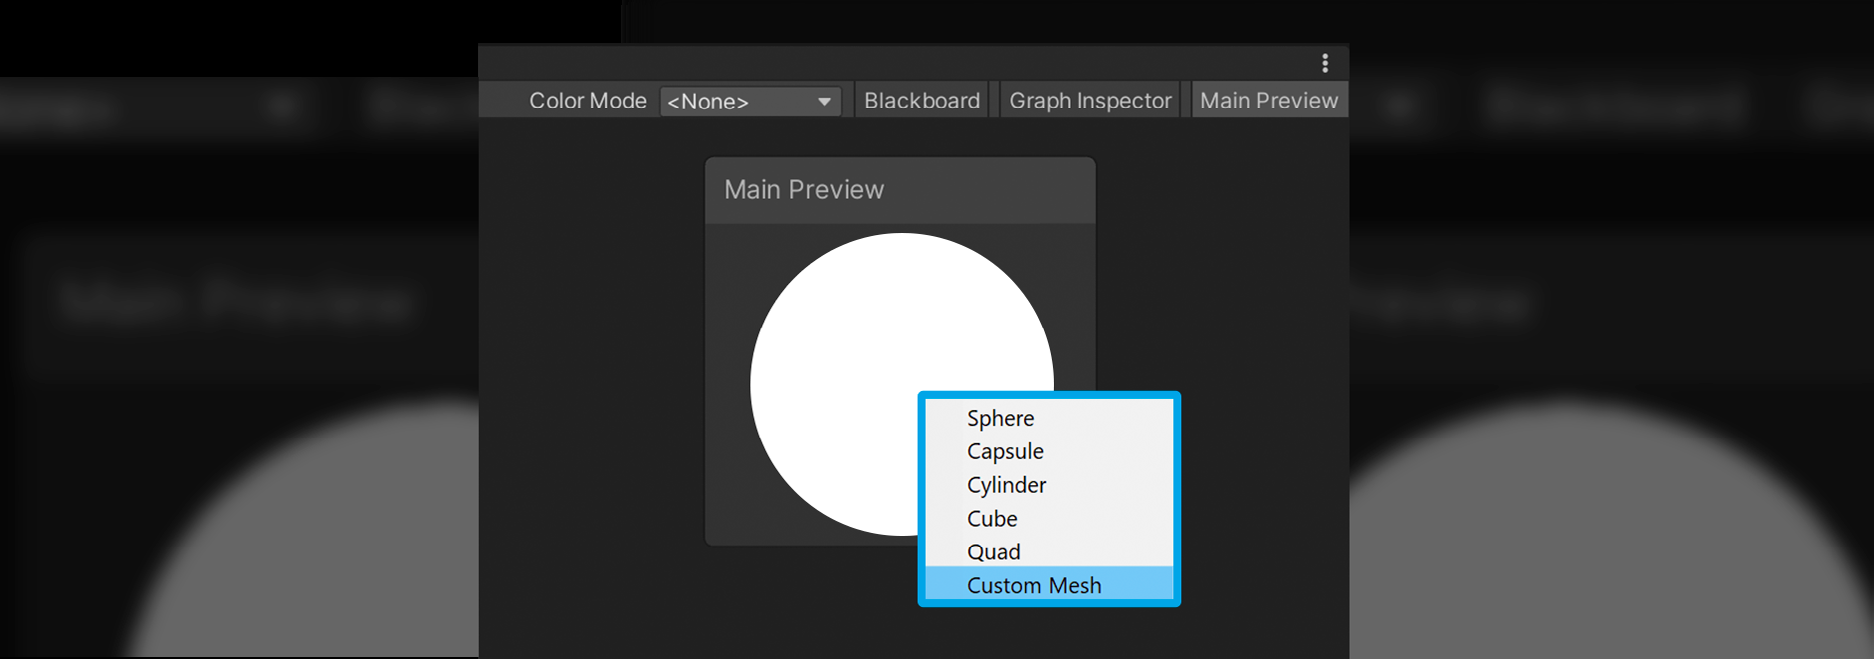 Color Mode <None> Blackboard Graph Inspector Main Preview
Main Preview
Sphere
Capsule
Cylinder
Cube
Quad
Custom Mesh